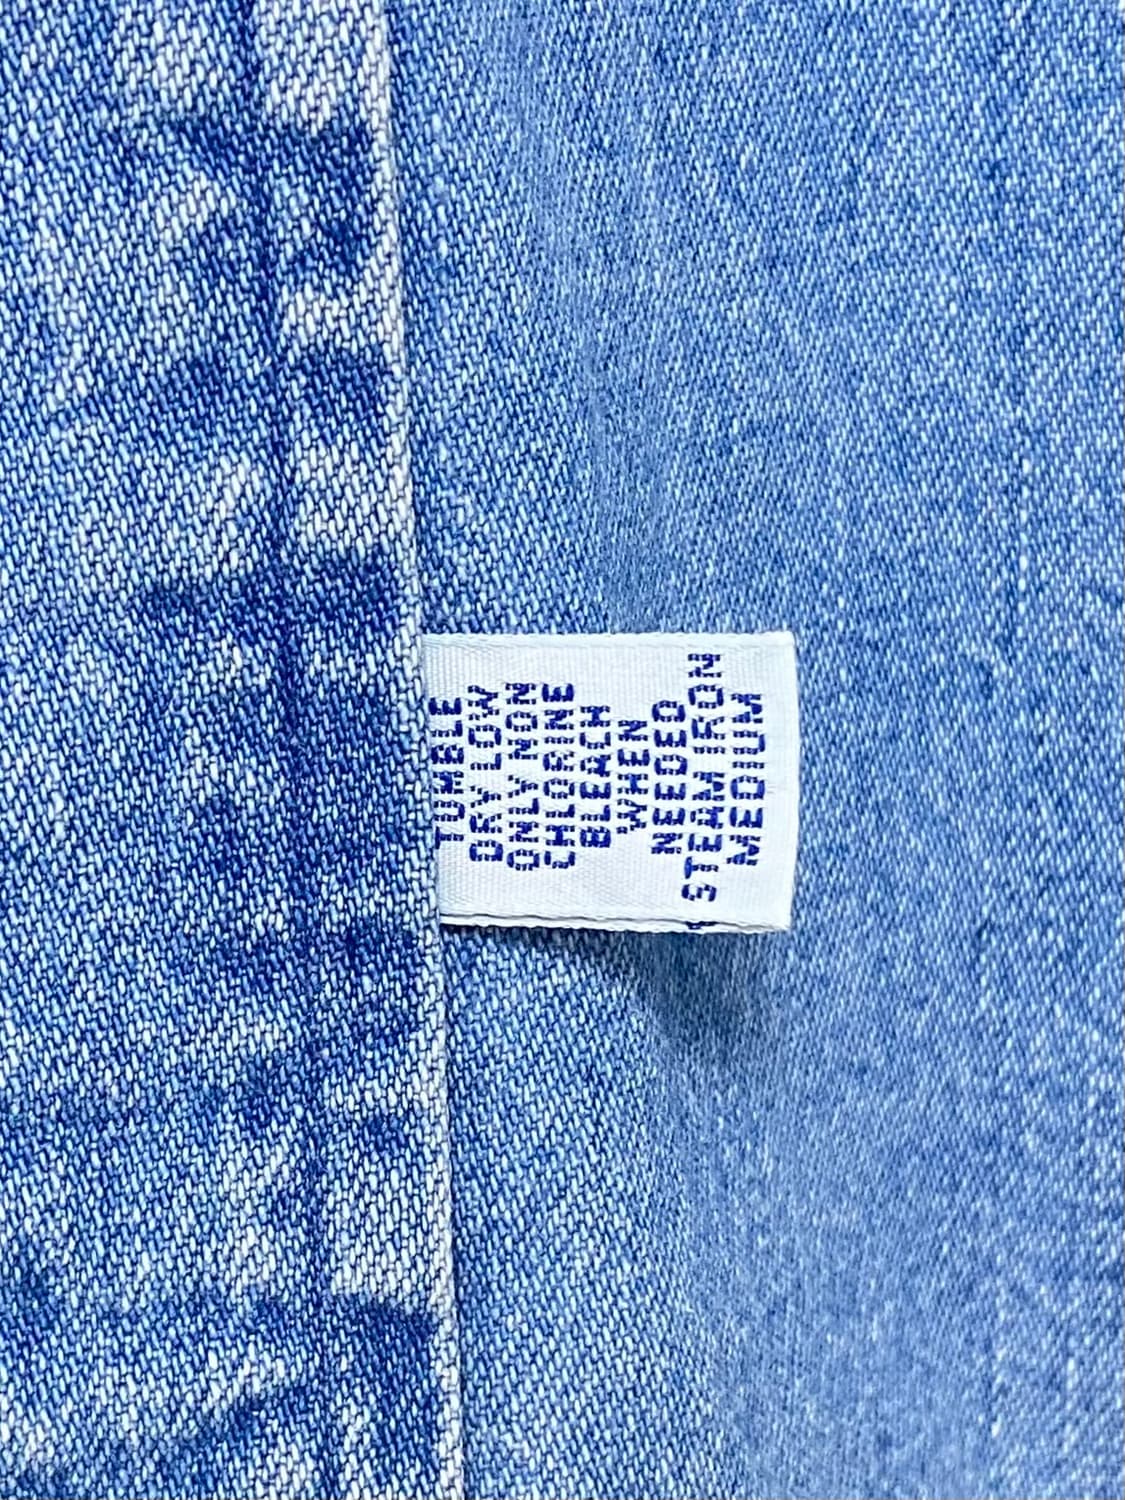 TUMBLE
DRY LOW
ONLY NON
CHLORINE
BLEACH
WHEN
NEEDED
STEAM IRON
MEDIUM